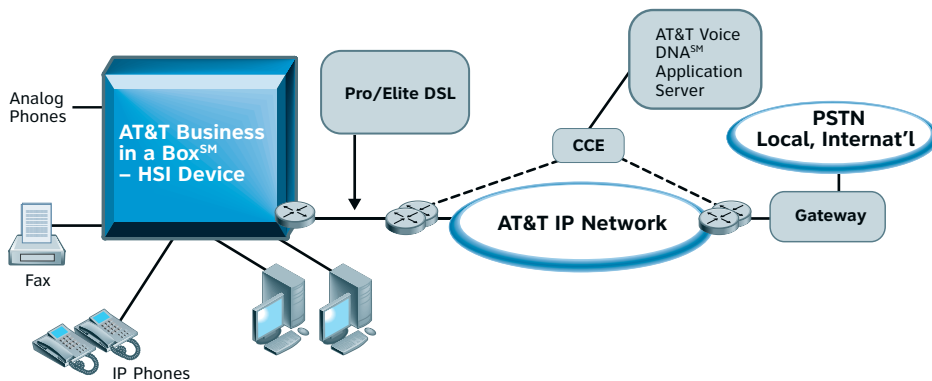 Analog
Phones
AT&T Business
in a Box℠
– HSI Device
Fax
IP Phones
Pro/Elite DSL
AT&T IP Network
CCE
AT&T Voice
DNA℠
Application
Server
PSTN
Local, Internat'l
Gateway